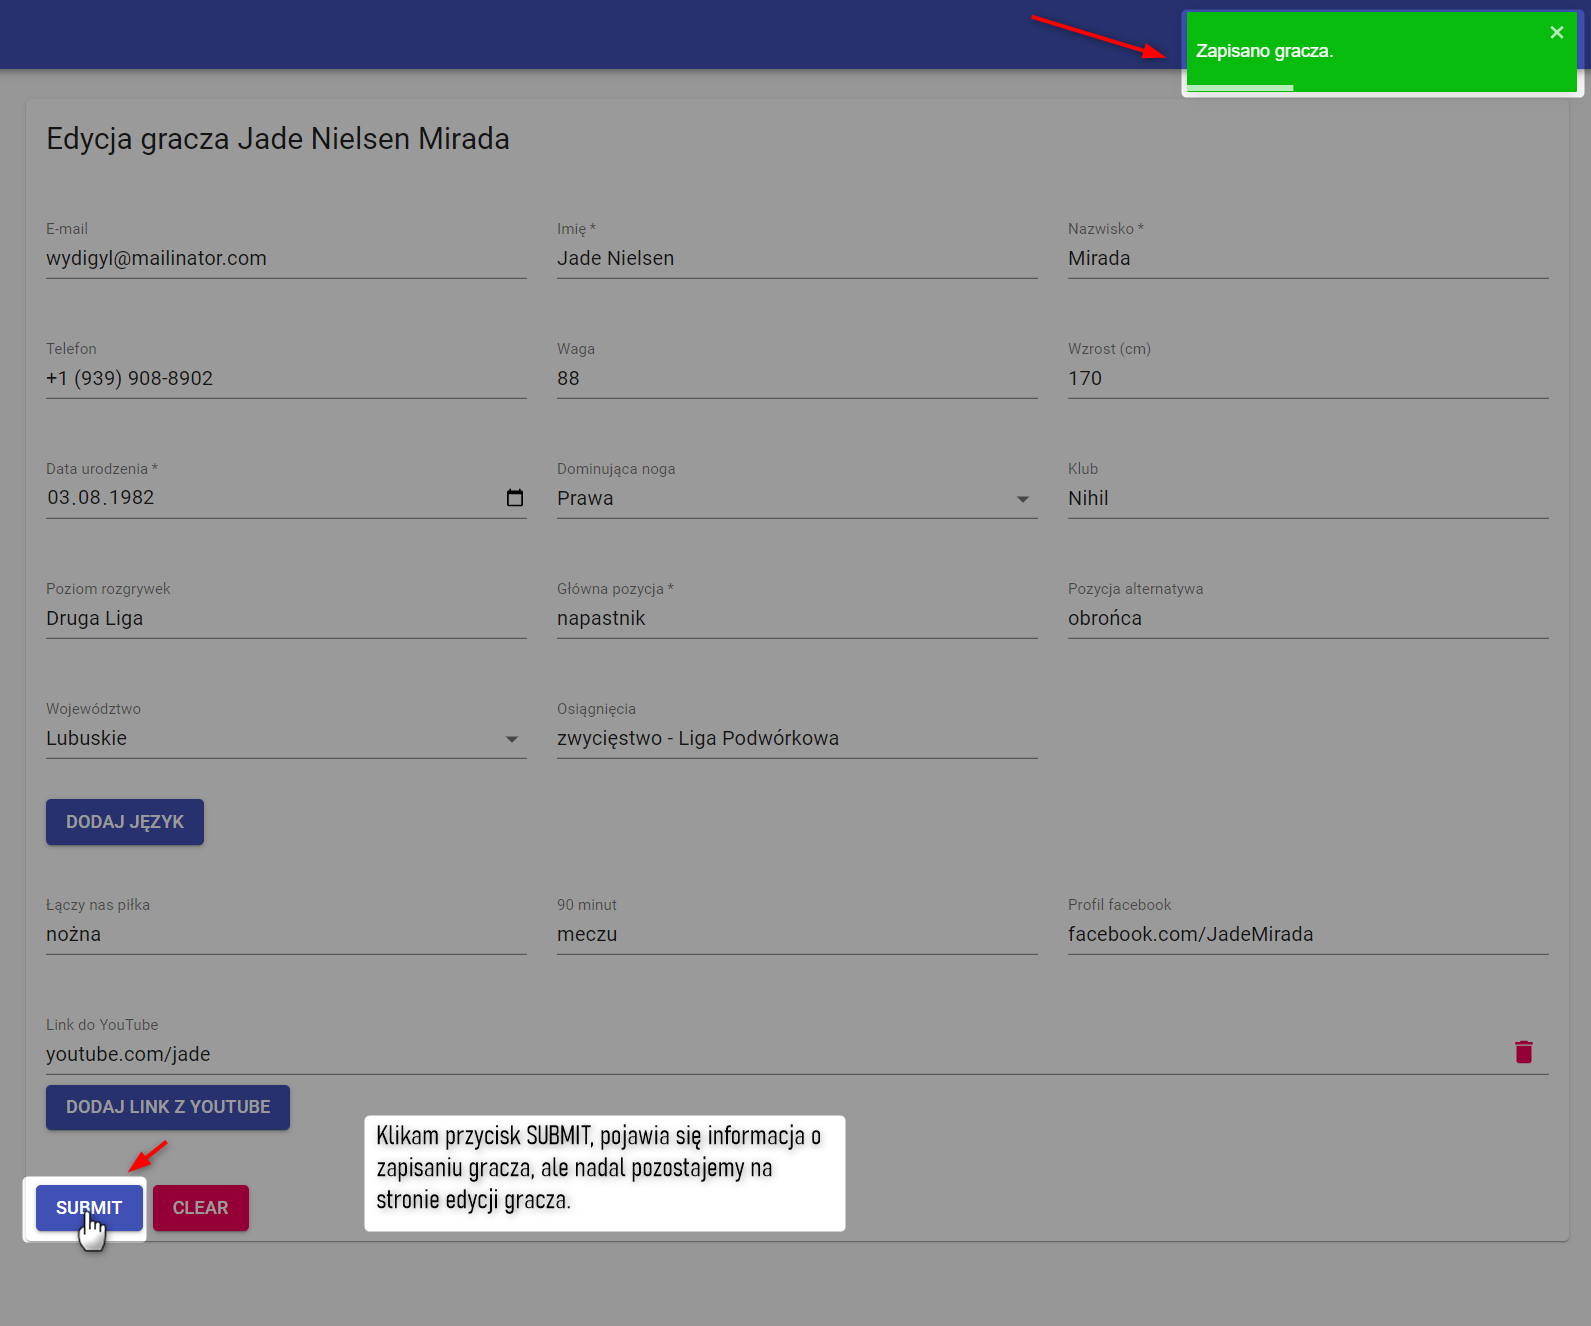 Zapisano gracza.
Edycja gracza Jade Nielsen Mirada
E-mail
wydigyl@mailinator.com
Imię *
Jade Nielsen
Nazwisko *
Mirada
Telefon
+1 (939) 908-8902
Waga
88
Wzrost (cm)
170
Data urodzenia *
03.08.1982
Dominująca noga
Prawa
Klub
Nihil
Poziom rozgrywek
Druga Liga
Główna pozycja *
napastnik
Pozycja alternatywa
obrońca
Województwo
Lubuskie
Osiągnięcia
zwycięstwo - Liga Podwórkowa
DODAJ JĘZYK
Łączy nas piłka
nożna
90 minut
meczu
Profil facebook
facebook.com/JadeMirada
Link do YouTube
youtube.com/jade
DODAJ LINK Z YOUTUBE
Klikam przycisk SUBMIT, pojawia się informacja o
zapisaniu gracza, ale nadal pozostajemy na
stronie edycji gracza.
SUBMIT
CLEAR